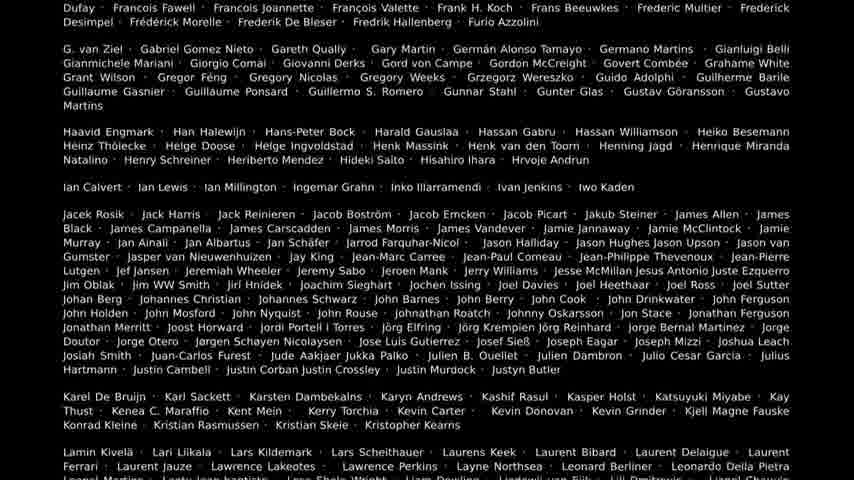 Dufay · Francois Fawell · Francois Joannette · François Valette · Frank H. Koch · Frans Beeuwkes · Frederic Multier · Frederick
Desimpel · Frédérick Morelle · Frederik De Bleser · Fredrik Hallenberg · Furio Azzolini
G. van Ziel · Gabriel Gomez Nieto · Gareth Qually · Gary Martin · Germán Alonso Tamayo · Germano Martins · Gianluigi Belli
Gianmichele Mariani · Giorgio Comai · Giovanni Derks · Gord von Campe · Gordon McCreight · Govert Combée · Grahame White
Grant Wilson · Gregor Féng · Gregory Nicolas · Gregory Weeks · Grzegorz Wereszko · Guido Adolphi · Guilherme Barile
Guillaume Gasnier · Guillaume Ponsard · Guillermo S. Romero · Gunnar Stahl · Gunter Glas · Gustav Göransson · Gustavo
Martins
Haavid Engmark · Han Halewijn · Hans-Peter Bock · Harald Gauslaa · Hassan Gabru · Hassan Williamson · Heiko Besemann
Heinz Thölecke · Helge Doose · Helge Ingvoldstad · Henk Massink · Henk van den Toorn · Henning Jagd · Henrique Miranda
Natalino · Henry Schreiner · Heriberto Mendez · Hideki Saito · Hisahiro Ihara · Hrvoje Andrun
Ian Calvert · Ian Lewis · Ian Millington · Ingemar Grahn · Inko Illarramendi · Ivan Jenkins · Iwo Kaden
Jacek Rosik · Jack Harris · Jack Reinieren · Jacob Boström · Jacob Emcken · Jacob Picart · Jakub Steiner · James Allen · James
Black · James Campanella · James Carscadden · James Morris · James Vandever · Jamie Jannaway · Jamie McClintock · Jamie
Murray · Jan Ainali · Jan Albartus · Jan Schäfer · Jarrod Farquhar-Nicol · Jason Halliday · Jason Hughes Jason Upson · Jason van
Gumster · Jasper van Nieuwenhuizen · Jay King · Jean-Marc Carree · Jean-Paul Comeau · Jean-Philippe Thevenoux · Jean-Pierre
Lutgen · Jef Jansen · Jeremiah Wheeler · Jeremy Sabo · Jeroen Mank · Jerry Williams · Jesse McMillan Jesus Antonio Juste Ezquerro
Jim Oblak · Jim WW Smith · Jirí Hnídek · Joachim Sieghart · Jochen Issing · Joel Davies · Joel Heethaar · Joel Ross · Joel Sutter
Johan Berg · Johannes Christian · Johannes Schwarz · John Barnes · John Berry · John Cook · John Drinkwater · John Ferguson
John Holden · John Mosford · John Nyquist · John Rouse · Johnathan Roatch · Johnny Oskarsson · Jon Stace · Jonathan Ferguson
Jonathan Merritt · Joost Howard · Jordi Portell i Torres · Jörg Elfring · Jörg Krempien Jörg Reinhard · Jorge Bernal Martinez · Jorge
Doutor · Jorge Otero · Jørgen Schøyen Nicolaysen · Jose Luis Gutierrez · Josef Sieß · Joseph Eagar · Joseph Mizzi · Joshua Leach
Josiah Smith · Juan-Carlos Furest · Jude Aakjaer Jukka Palko · Julien B. Ouellet · Julien Dambron · Julio Cesar Garcia · Julius
Hartmann · Justin Cambell · Justin Corban Justin Crossley · Justin Murdock · Justyn Butler
Karel De Bruijn · Karl Sackett · Karsten Dambekalns · Karyn Andrews · Kashif Rasul · Kasper Holst · Katsuyuki Miyabe · Kay
Thust · Kenea C. Maraffio · Kent Mein · Kerry Torchia · Kevin Carter · Kevin Donovan · Kevin Grinder · Kjell Magne Fauske
Konrad Kleine · Kristian Rasmussen · Kristian Skeie · Kristopher Kearns
Lamin Kivelä · Lari Liikala · Lars Kildemark · Lars Scheithauer · Laurens Keek · Laurent Bibard · Laurent Delaigue · Laurent
Ferrari · Laurent Jauze · Lawrence Lakeotes · Lawrence Perkins · Layne Northsea · Leonard Berliner · Leonardo Della Pietra